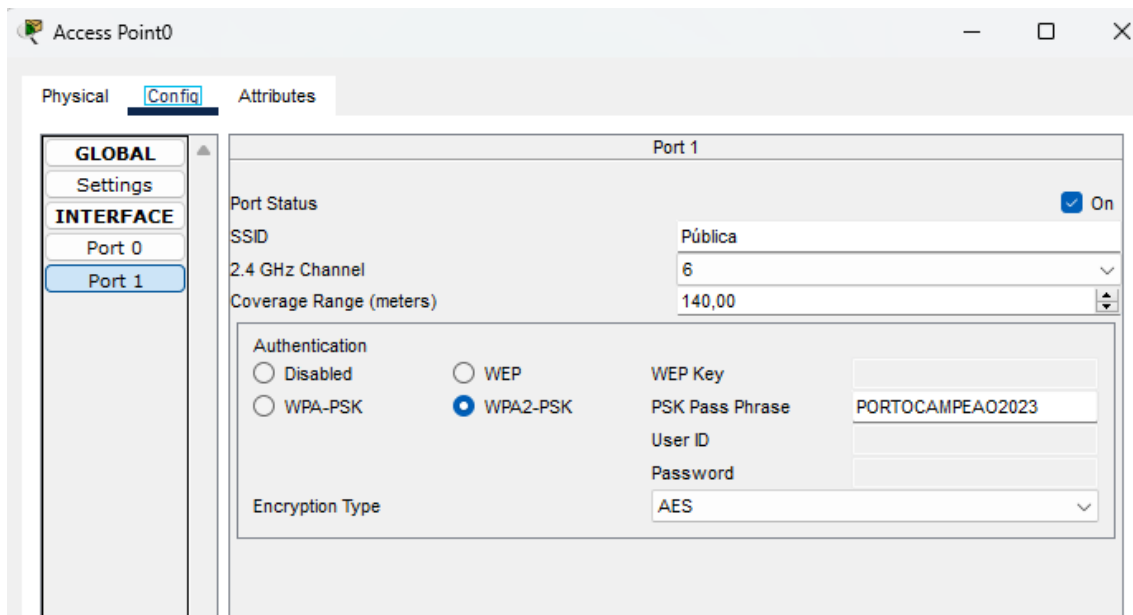 Access Point0
Physical Config Attributes
GLOBAL
Settings
INTERFACE
Port 0
Port 1
Port 1
Port Status On
SSID Pública
2.4 GHz Channel 6
Coverage Range (meters) 140,00
Authentication
Disabled WEP WEP Key
WPA-PSK WPA2-PSK PSK Pass Phrase PORTOCAMPEAO2023
User ID
Password
Encryption Type AES